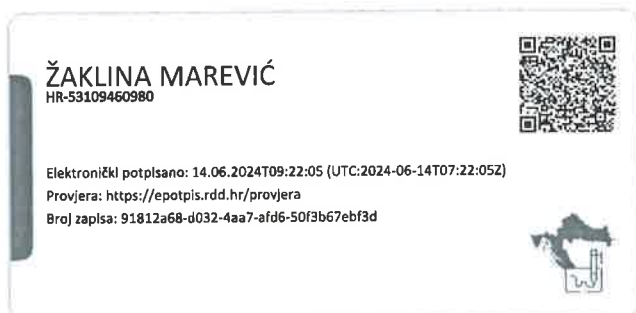 ŽAKLINA MAREVIĆ
HR-53109460980
Elektronički potpisano: 14.06.2024T09:22:05 (UTC:2024-06-14T07:22:05Z)
Provjera: https://epotpis.rdd.hr/provjera
Broj zapisa: 91812a68-d032-4aa7-afd6-50f3b67ebf3d